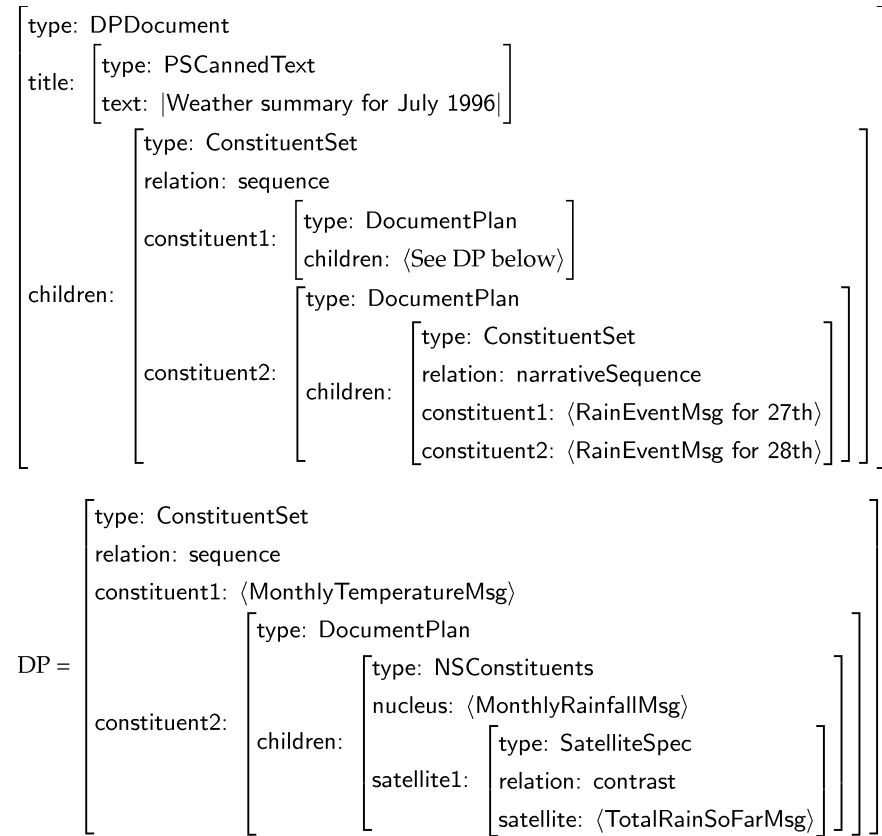 type: DPDocument
title:
type: PSCannedText
text: |Weather summary for July 1996|
children:
type: ConstituentSet
relation: sequence
constituent1:
type: DocumentPlan
children: ⟨See DP below⟩
constituent2:
type: DocumentPlan
children:
type: ConstituentSet
relation: narrativeSequence
constituent1: ⟨RainEventMsg for 27th⟩
constituent2: ⟨RainEventMsg for 28th⟩
DP =
type: ConstituentSet
relation: sequence
constituent1: ⟨MonthlyTemperatureMsg⟩
constituent2:
type: DocumentPlan
children:
type: NSConstituents
nucleus: ⟨MonthlyRainfallMsg⟩
satellite1:
type: SatelliteSpec
relation: contrast
satellite: ⟨TotalRainSoFarMsg⟩